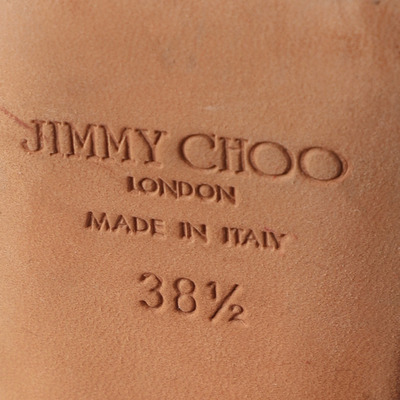 JIMMY CHOO
LONDON
MADE IN ITALY
38½